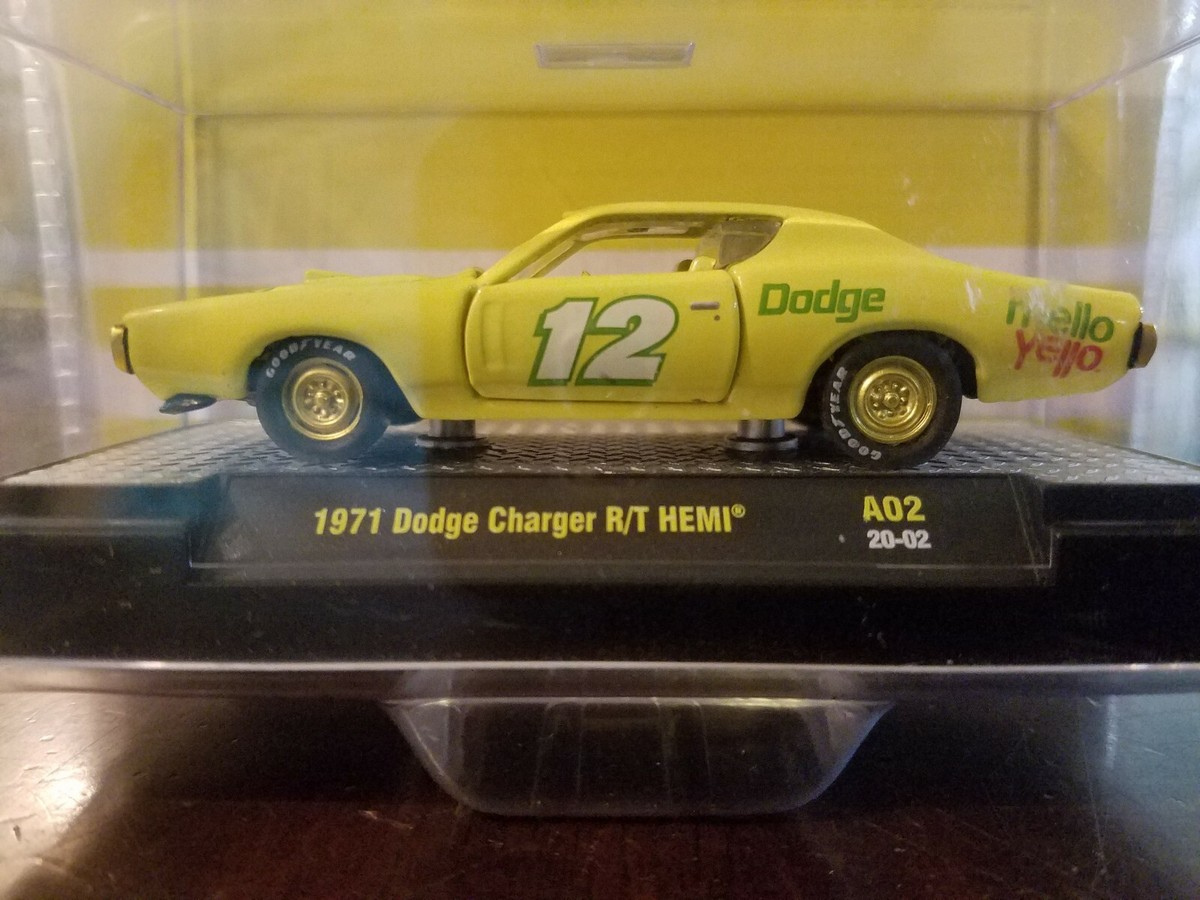 12
Dodge
mello
yello
GOODYEAR
GOODYEAR
1971 Dodge Charger R/T HEMI®
A02
20-02